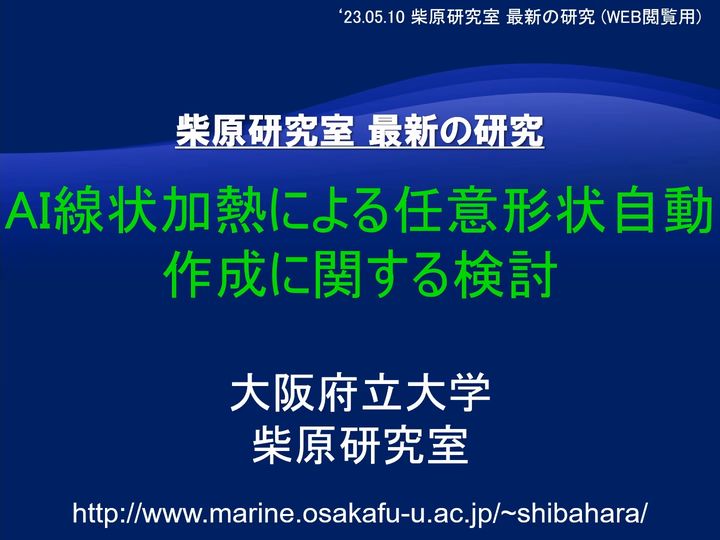 ‘23.05.10 柴原研究室 最新の研究 (WEB閲覧用)
柴原研究室 最新の研究
AI線状加熱による任意形状自動
作成に関する検討
大阪府立大学
柴原研究室
http://www.marine.osakafu-u.ac.jp/~shibahara/